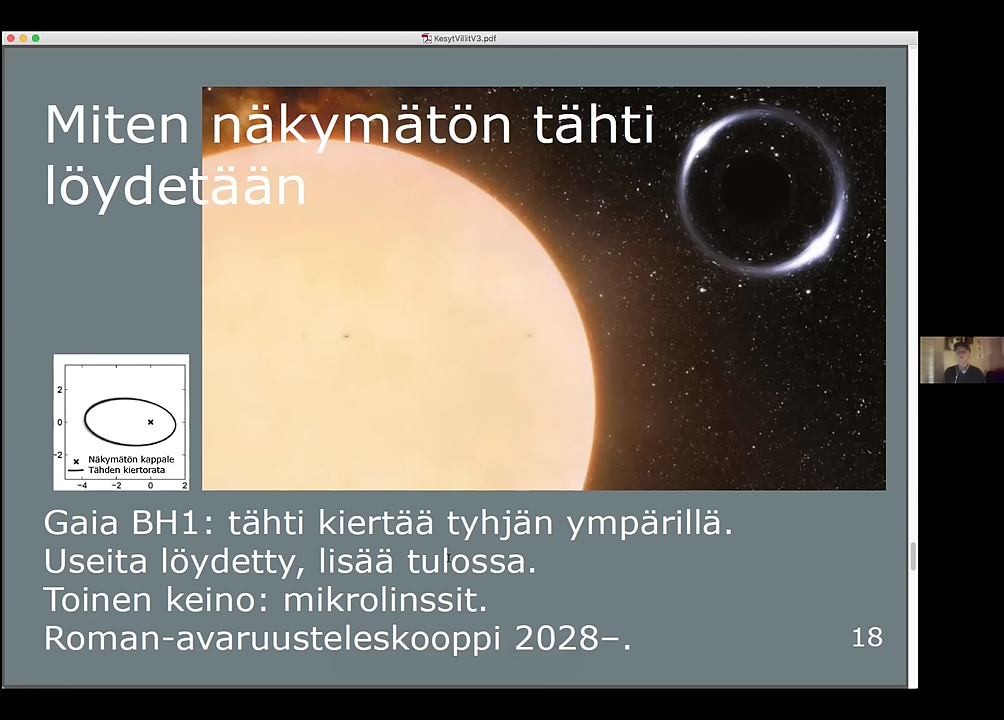 KesytVillitV3.pdf
Miten näkymätön tähti
löydetään
2
0
-2
Näkymätön kappale
Tähden kiertorata
-4 -2 0 2
Gaia BH1: tähti kiertää tyhjän ympärillä.
Useita löydetty, lisää tulossa.
Toinen keino: mikrolinssit.
Roman-avaruusteleskooppi 2028–.
18